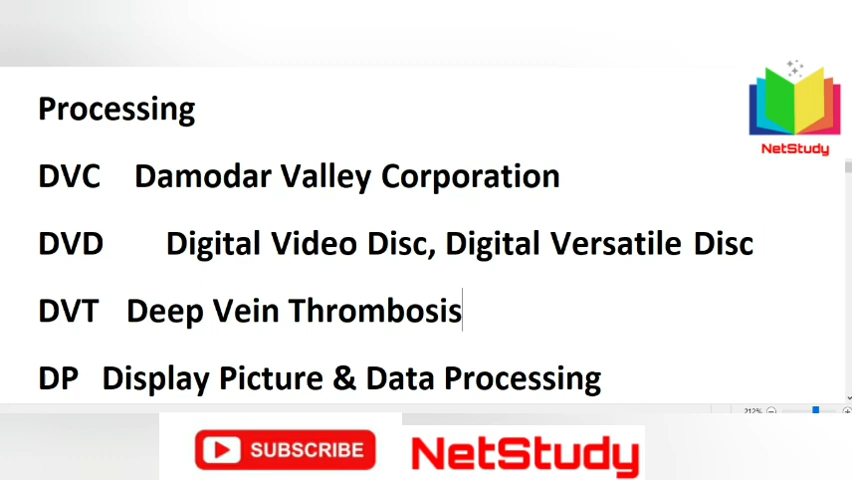 NetStudy
Processing
DVC Damodar Valley Corporation
DVD Digital Video Disc, Digital Versatile Disc
DVT Deep Vein Thrombosis
DP Display Picture & Data Processing
212%
SUBSCRIBE NetStudy